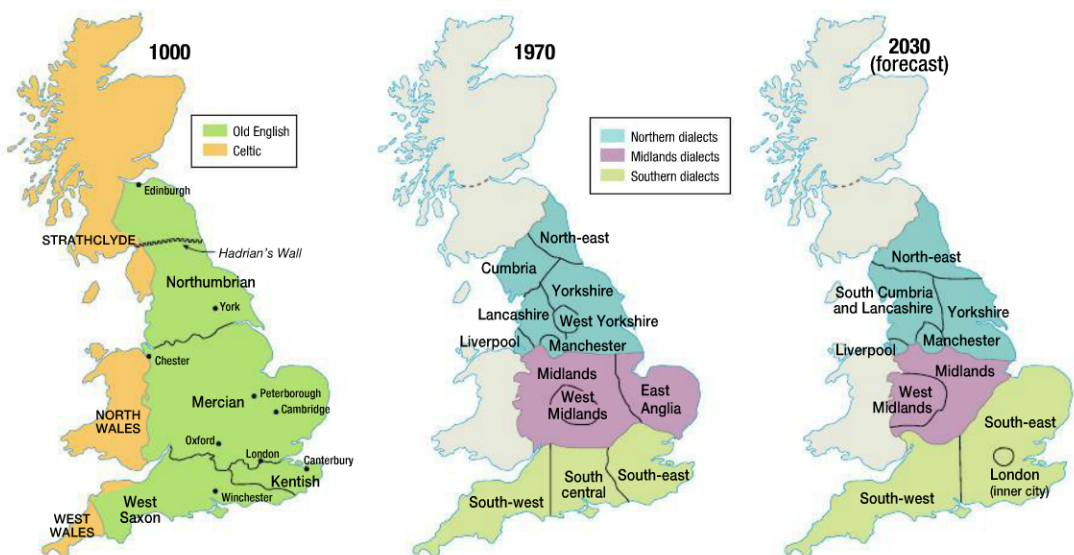 1000
Old English
Celtic
Edinburgh
STRATHCLYDE
Hadrian's Wall
Northumbrian
York
Chester
Mercian
Peterborough
Cambridge
NORTH
WALES
Oxford
London
Canterbury
Kentish
Winchester
West
Saxon
WEST
WALES
1970
Northern dialects
Midlands dialects
Southern dialects
North-east
Cumbria
Yorkshire
Lancashire
West Yorkshire
Liverpool
Manchester
Midlands
West
Midlands
East
Anglia
South-west
South
central
South-east
2030
(forecast)
North-east
South Cumbria
and Lancashire
Yorkshire
Liverpool
Manchester
Midlands
West
Midlands
South-east
London
(inner city)
South-west